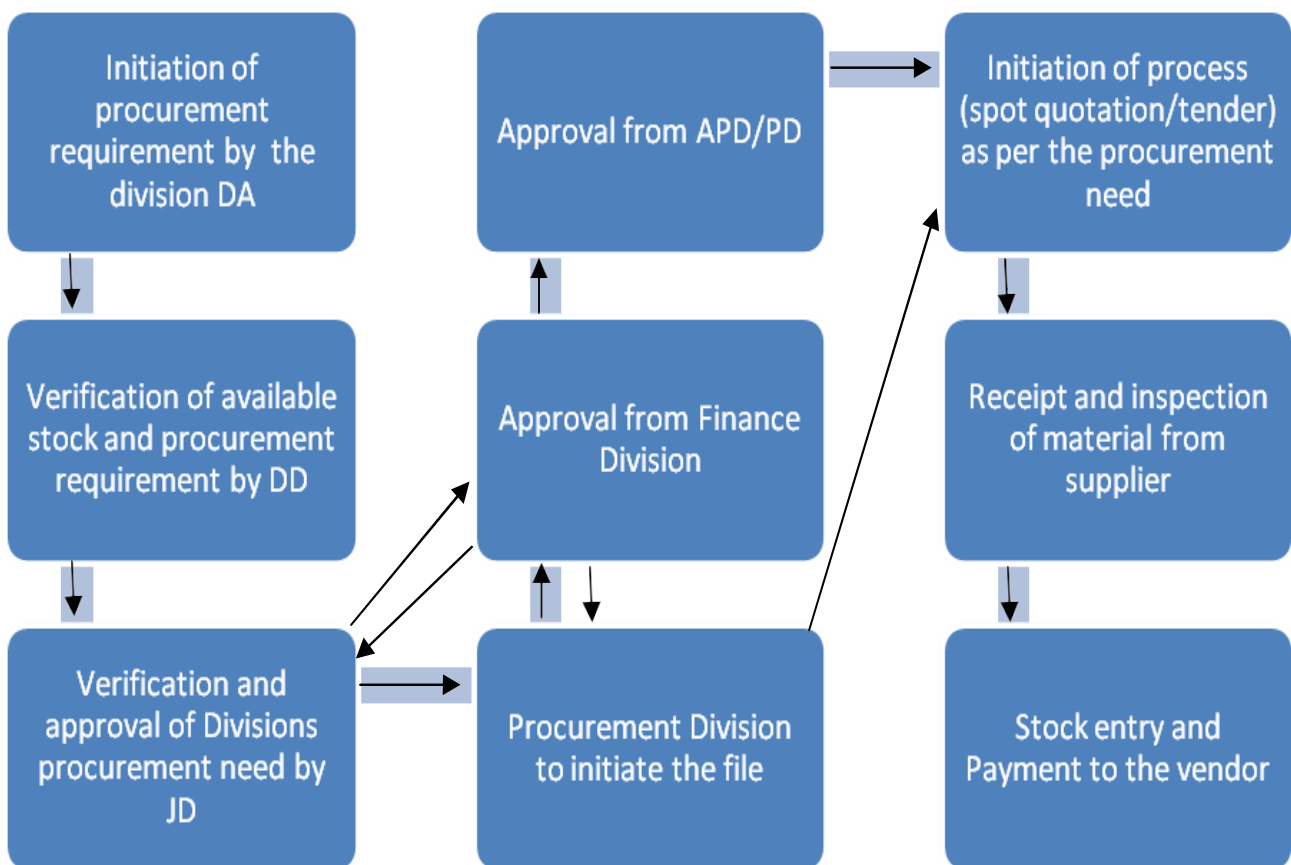 Initiation of
procurement
requirement by the
division DA
Verification of available
stock and procurement
requirement by DD
Verification and
approval of Divisions
procurement need by
JD
Approval from APD/PD
Approval from Finance
Division
Procurement Division
to initiate the file
Initiation of process
(spot quotation/tender)
as per the procurement
need
Receipt and inspection
of material from
supplier
Stock entry and
Payment to the vendor